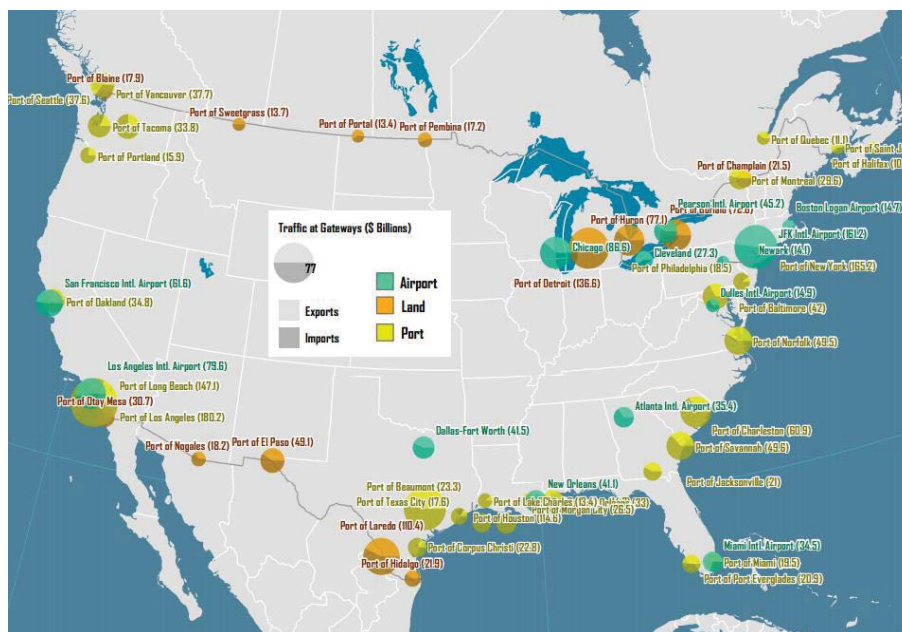 Port of Blaine (17.9)
Port of Vancouver (37.7)
Port of Seattle (37.6)
Port of Tacoma (33.8)
Port of Portland (15.9)
Port of Sweetgrass (13.7)
Port of Portal (13.4)
Port of Pembina (17.2)
Port of Quebec (11.1)
Port of Saint J
Port of Halifax (10
Port of Champlain (21.5)
Port of Montreal (29.6)
Pearson Intl. Airport (45.2)
Boston Logan Airport (14.7)
Port of Huron (77.1)
JFK Intl. Airport (161.2)
Chicago (86.6)
Cleveland (27.3)
Newark (14.1)
Port of Philadelphia (18.5)
Port of New York (165.2)
Port of Detroit (136.6)
Dulles Intl. Airport (14.9)
Port of Baltimore (42)
Port of Norfolk (49.5)
Traffic at Gateways ($ Billions)
77
Airport
Land
Port
Exports
Imports
San Francisco Intl. Airport (61.6)
Port of Oakland (34.8)
Los Angeles Intl. Airport (79.6)
Port of Long Beach (147.1)
Port of Otay Mesa (30.7)
Port of Los Angeles (180.2)
Port of Nogales (18.2)
Port of El Paso (49.1)
Dallas-Fort Worth (41.5)
Atlanta Intl. Airport (35.4)
Port of Charleston (60.9)
Port of Savannah (49.6)
Port of Jacksonville (21)
Port of Beaumont (23.3)
New Orleans (41.1)
Port of Texas City (17.6)
Port of Lake Charles (13.4)
33)
Port of Morgan City (26.5)
Port of Houston (114.6)
Port of Laredo (110.4)
Port of Corpus Christi (22.8)
Port of Hidalgo (21.9)
Miami Intl. Airport (34.5)
Port of Miami (19.5)
Port of Port Everglades (20.9)